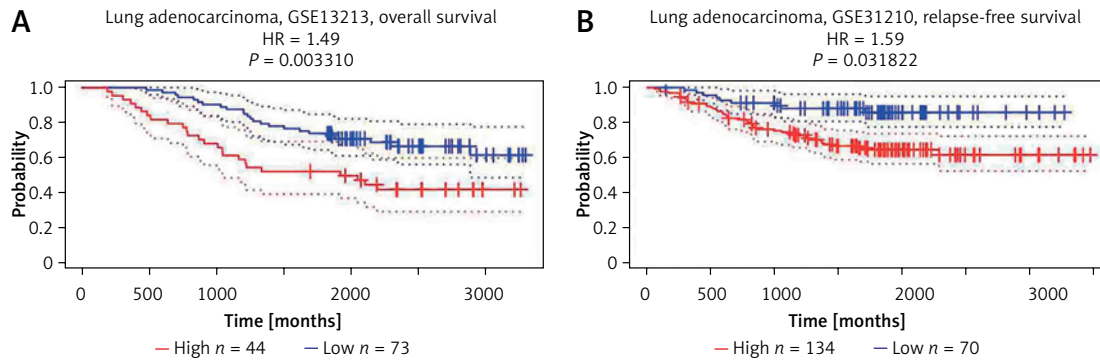 A
Lung adenocarcinoma, GSE13213, overall survival
HR = 1.49
P = 0.003310
Probability
1.0
0.8
0.6
0.4
0.2
0
0 500 1000 2000 3000
Time [months]
High n = 44 Low n = 73
B
Lung adenocarcinoma, GSE31210, relapse-free survival
HR = 1.59
P = 0.031822
Probability
1.0
0.8
0.6
0.4
0.2
0
0 500 1000 2000 3000
Time [months]
High n = 134 Low n = 70